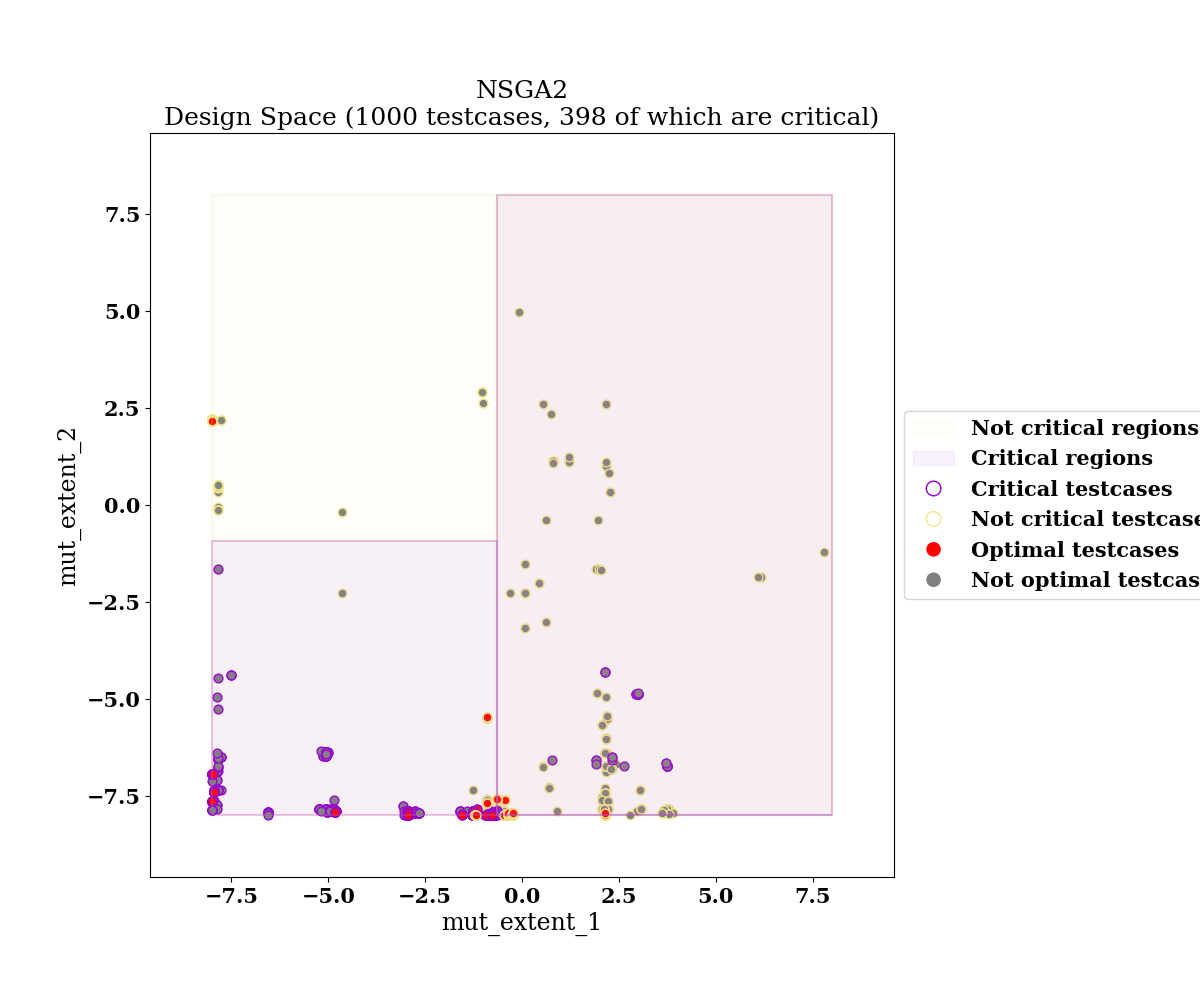 NSGA2
Design Space (1000 testcases, 398 of which are critical)
mut_extent_2
7.5
5.0
2.5
0.0
−2.5
−5.0
−7.5
−7.5 −5.0 −2.5 0.0 2.5 5.0 7.5
mut_extent_1
Not critical regions
Critical regions
Critical testcases
Not critical testcase
Optimal testcases
Not optimal testcas